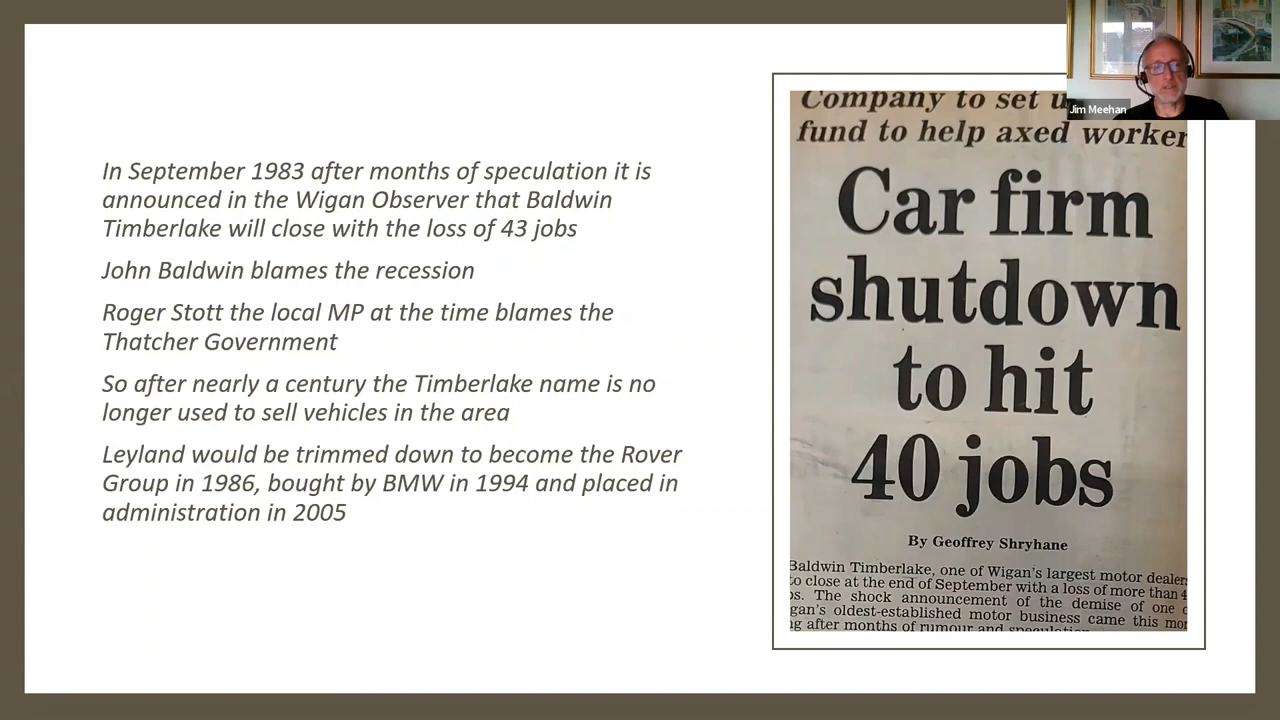 In September 1983 after months of speculation it is
announced in the Wigan Observer that Baldwin
Timberlake will close with the loss of 43 jobs
John Baldwin blames the recession
Roger Stott the local MP at the time blames the
Thatcher Government
So after nearly a century the Timberlake name is no
longer used to sell vehicles in the area
Leyland would be trimmed down to become the Rover
Group in 1986, bought by BMW in 1994 and placed in
administration in 2005
Jim Meehan
Company to set
fund to help axed worker
Car firm
shutdown
to hit
40 jobs
By Geoffrey Shryhane
Baldwin Timberlake, one of Wigan's largest motor dealers
to close at the end of September with a loss of more than
The shock announcement of the demise of one
oldest-established motor business came this
after months of rumour and speculation